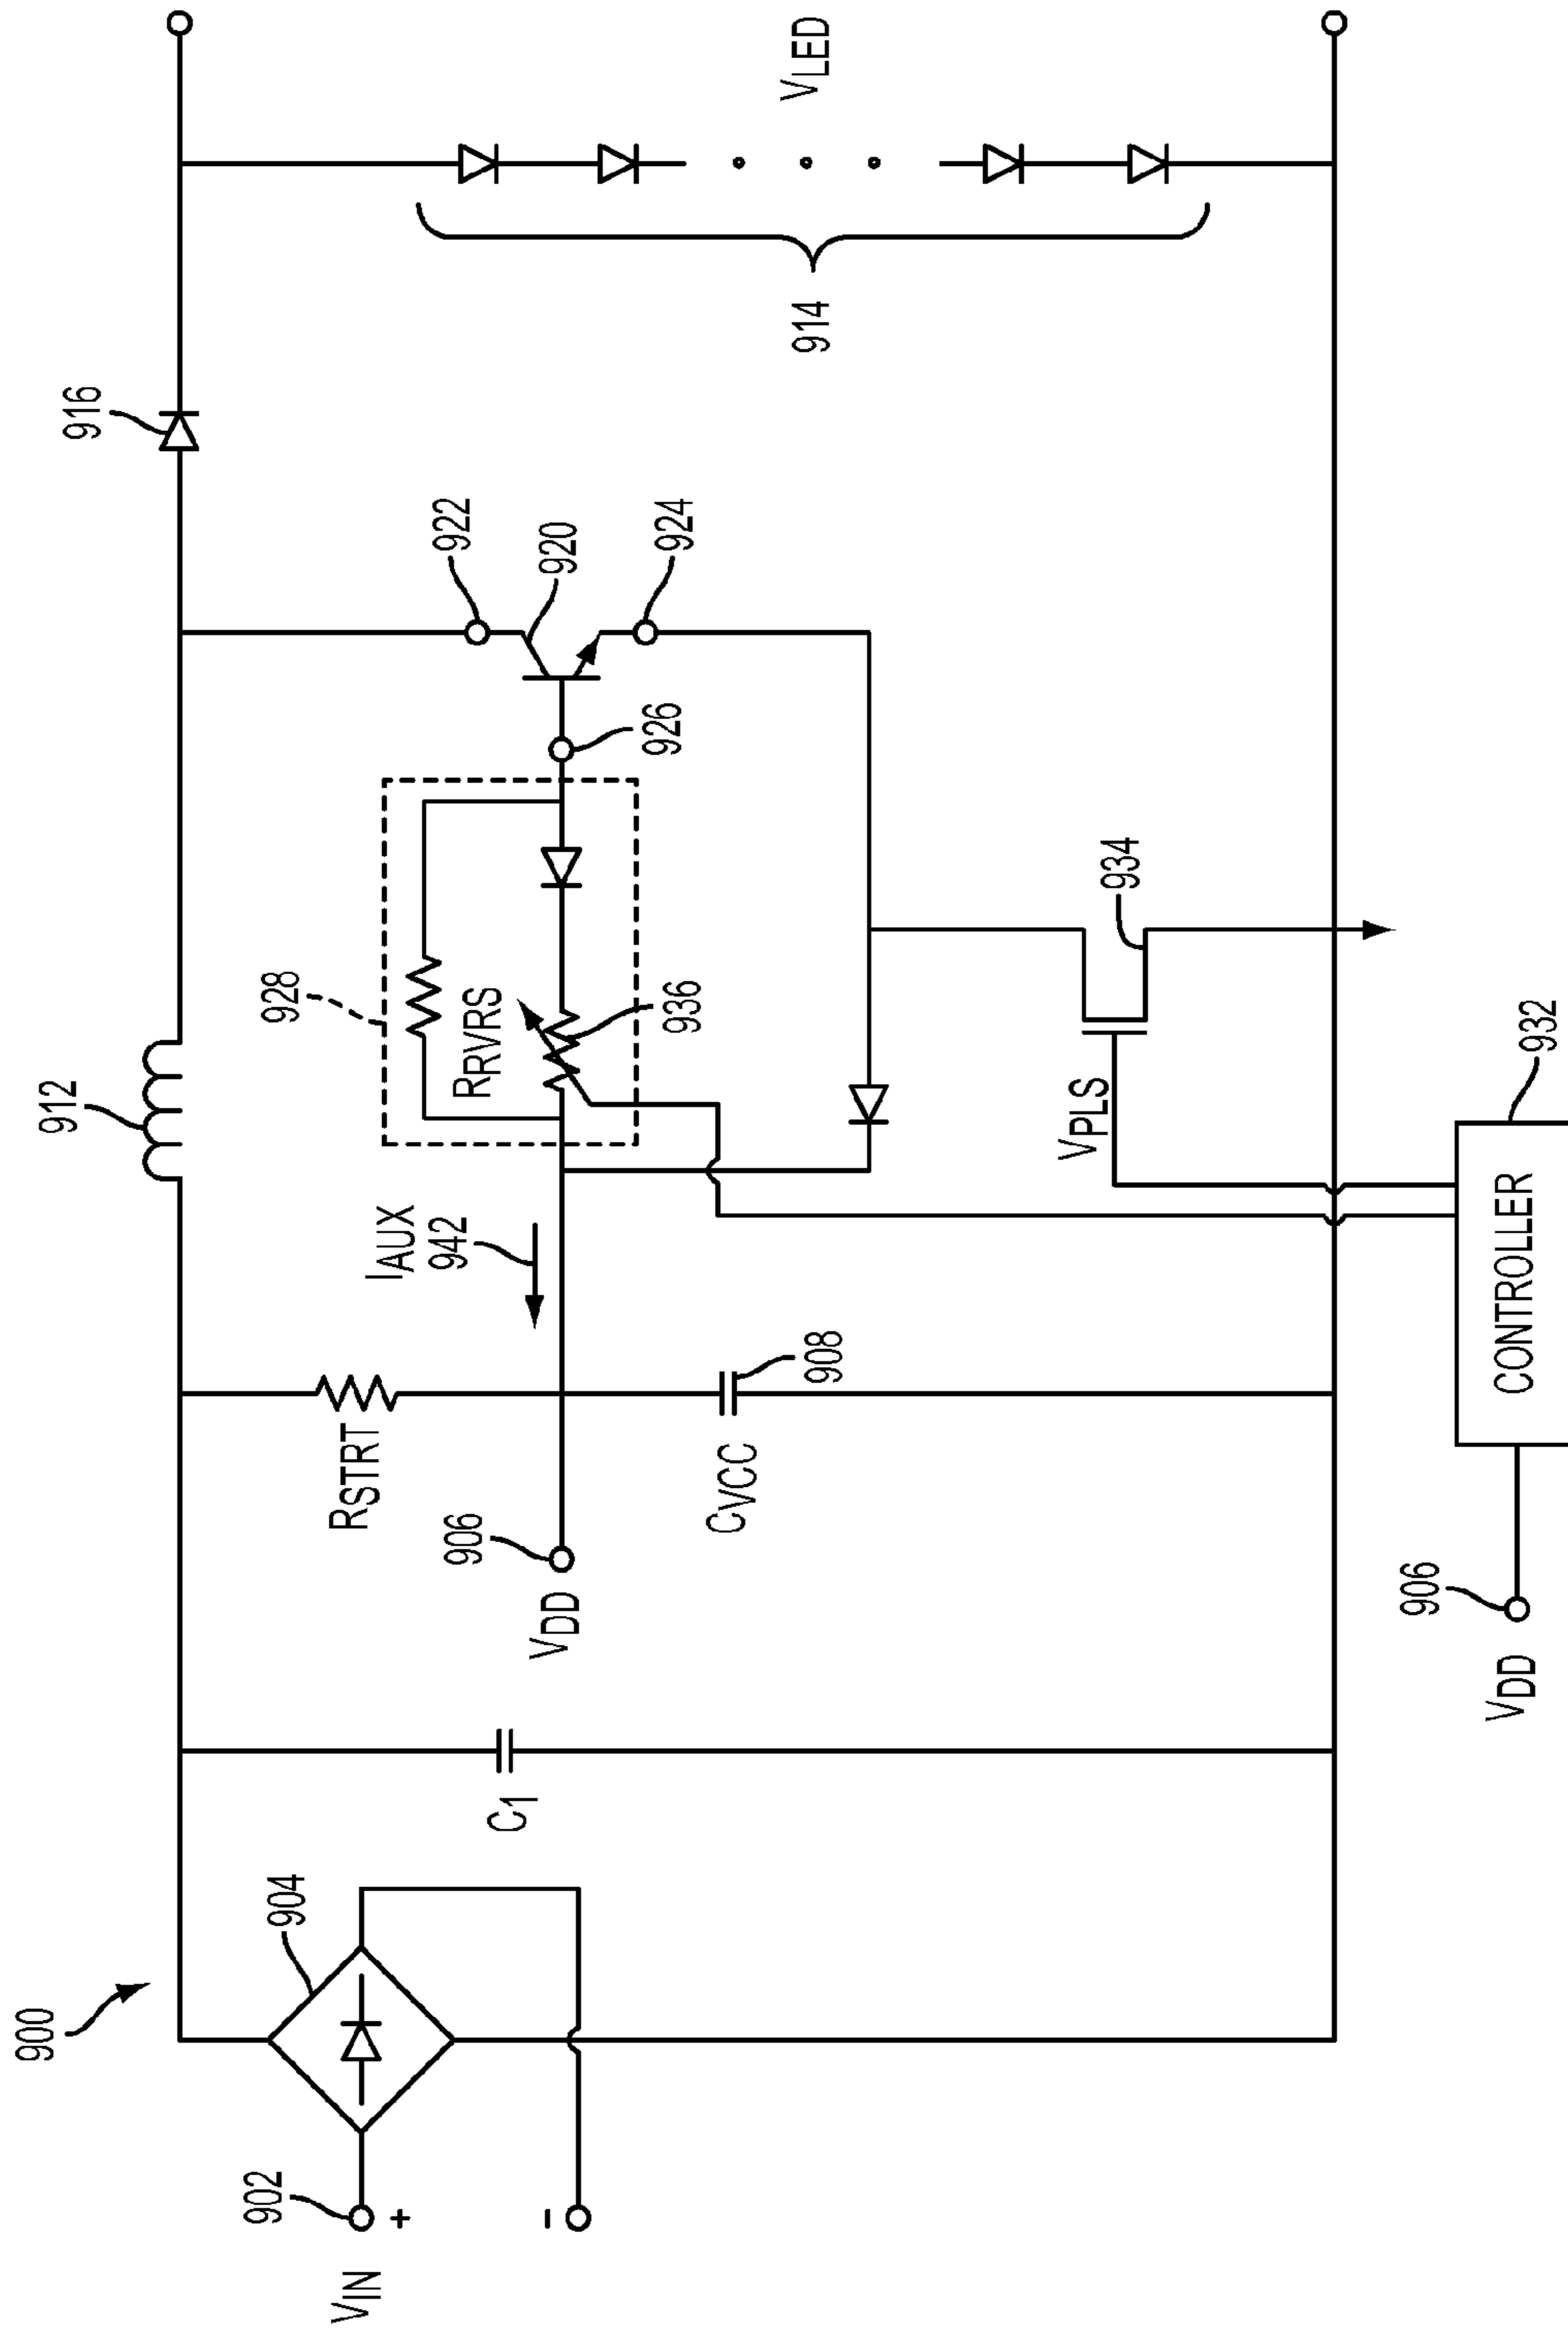 900
912
916
904
902
VIN
+
−
C1
RSTRT
928
RRVRS
936
922
920
924
926
VLED
914
IAUX
942
906
VDD
CVCC
908
934
VPLS
906
VDD
CONTROLLER
932